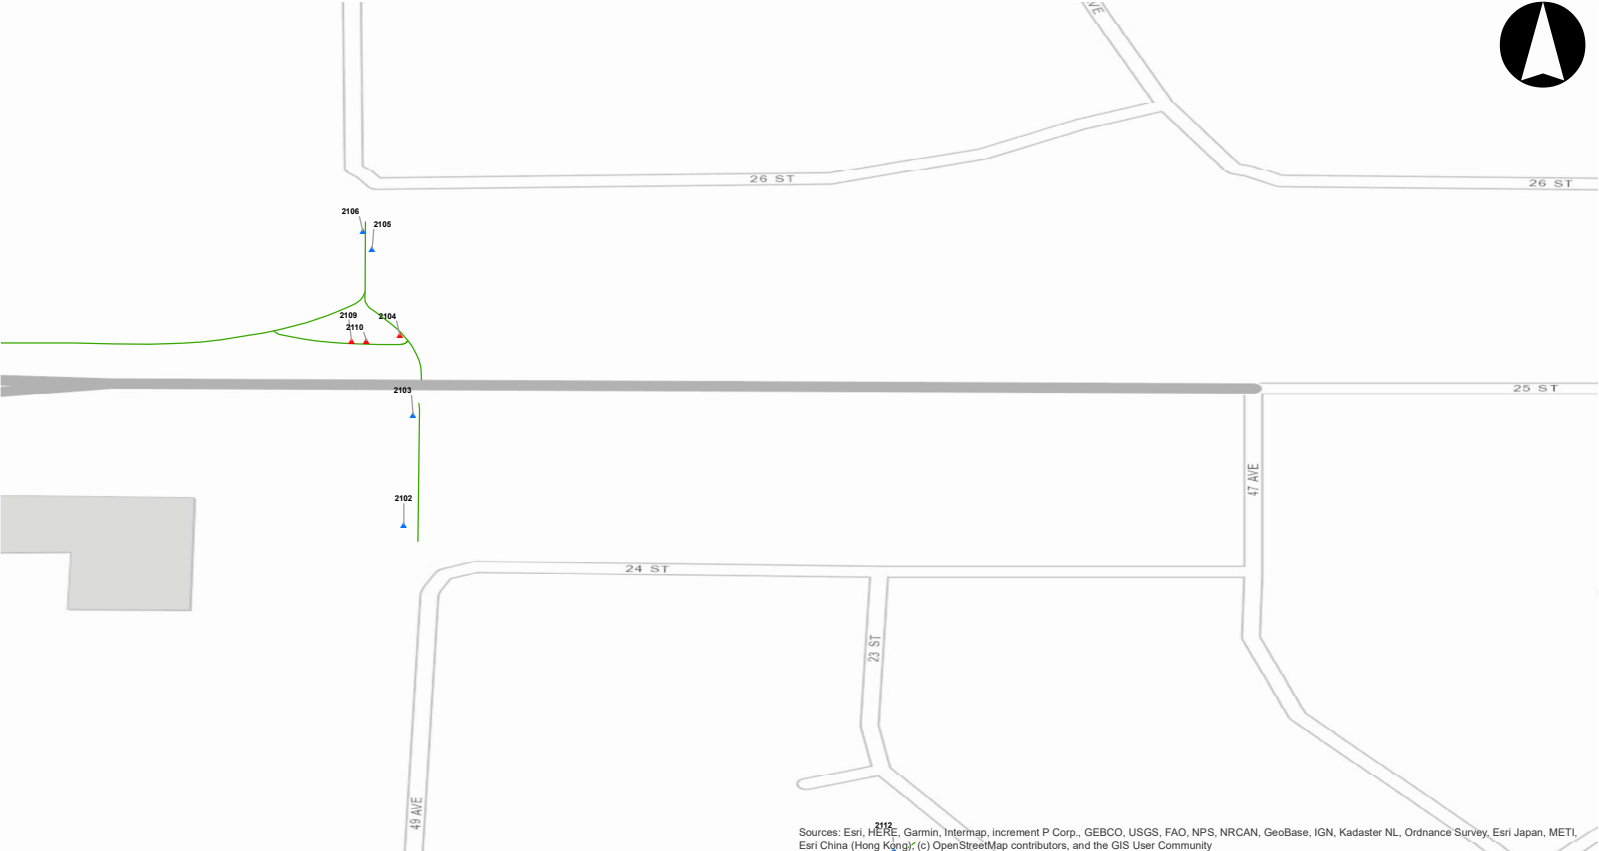 VE
26 ST
26 ST
2106
2105
2109
2104
2110
25 ST
2103
47 AVE
2102
24 ST
23 ST
49 AVE
2112
Sources: Esri, HERE, Garmin, Intermap, increment P Corp., GEBCO, USGS, FAO, NPS, NRCAN, GeoBase, IGN, Kadaster NL, Ordnance Survey, Esri Japan, METI,
Esri China (Hong Kong), (c) OpenStreetMap contributors, and the GIS User Community